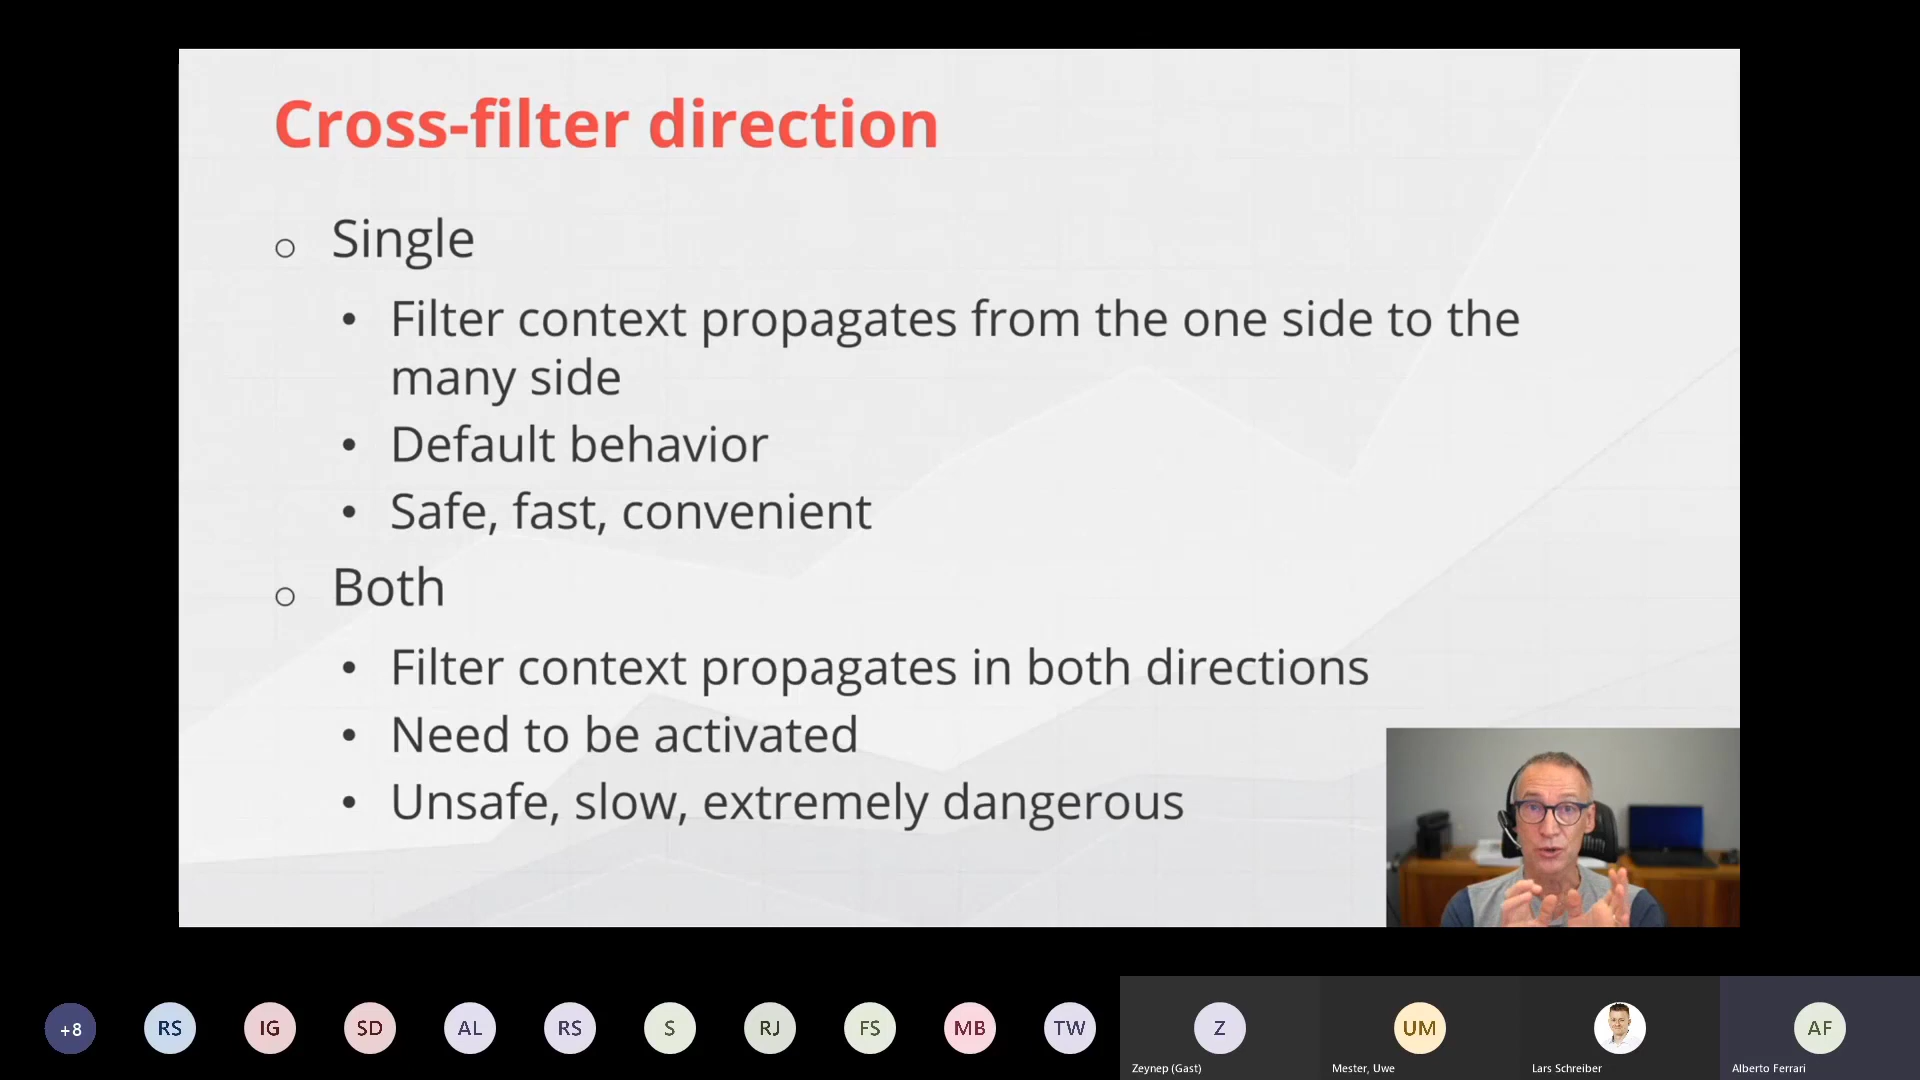 Cross-filter direction
Single
Filter context propagates from the one side to the
many side
Default behavior
Safe, fast, convenient
Both
Filter context propagates in both directions
Need to be activated
Unsafe, slow, extremely dangerous
+8
RS
IG
SD
AL
RS
S
RJ
FS
MB
TW
Z
UM
AF
Zeynep (Gast)
Mester, Uwe
Lars Schreiber
Alberto Ferrari